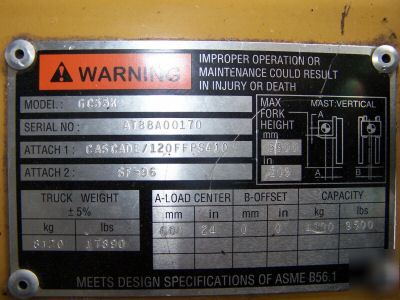 WARNING
IMPROPER OPERATION OR
MAINTENANCE COULD RESULT
IN INJURY OR DEATH
MODEL:
SERIAL NO : AT88A00170
ATTACH 1 :
ATTACH 2 :
MAX
FORK
HEIGHT
mm
in
MAST:VERTICAL
A
A B
TRUCK WEIGHT
± 5%
kg lbs
17890
A-LOAD CENTER B-OFFSET CAPACITY
mm in mm in kg lbs
24 0 0
MEETS DESIGN SPECIFICATIONS OF ASME B56.1